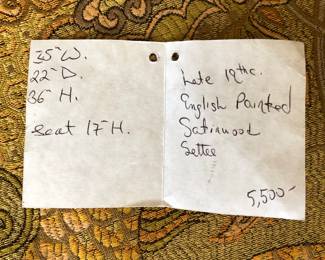 35" W.
22" D.
36" H.
Seat 17" H.
Late 19th c.
English Painted
Satinwood
Settee
5,500-